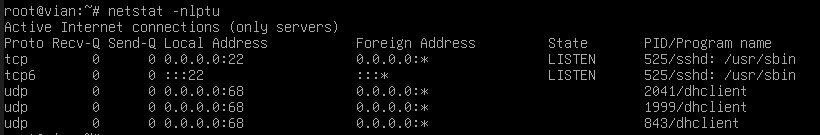 root@vian:~# netstat -nlptu
Active Internet connections (only servers)
Proto Recv-Q Send-Q Local Address           Foreign Address         State       PID/Program name
tcp        0      0 0.0.0.0:22              0.0.0.0:*               LISTEN      525/sshd: /usr/sbin
tcp6       0      0 :::22                   :::*                    LISTEN      525/sshd: /usr/sbin
udp        0      0 0.0.0.0:68              0.0.0.0:*                           2041/dhclient
udp        0      0 0.0.0.0:68              0.0.0.0:*                           1999/dhclient
udp        0      0 0.0.0.0:68              0.0.0.0:*                           843/dhclient